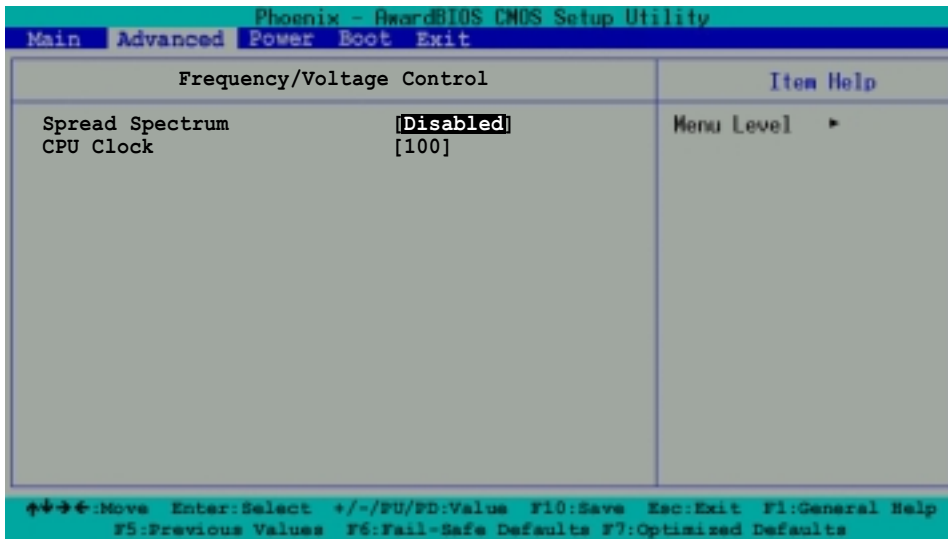 Phoenix - AwardBIOS CMOS Setup Utility
Main Advanced Power Boot Exit
Frequency/Voltage Control
Item Help
Spread Spectrum [Disabled]
Menu Level ►
CPU Clock [100]
↑↓→←:Move Enter:Select +/-/PU/PD:Value F10:Save Esc:Exit F1:General Help
F5:Previous Values F6:Fail-Safe Defaults F7:Optimized Defaults